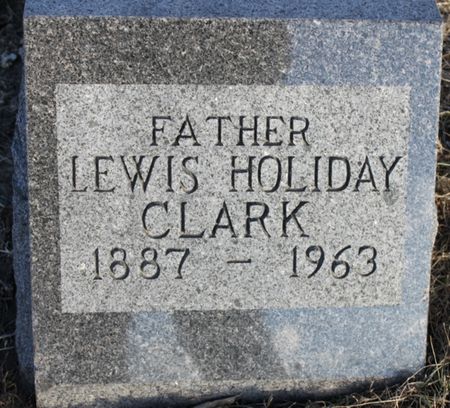 FATHER
LEWIS HOLIDAY
CLARK
1887 - 1963